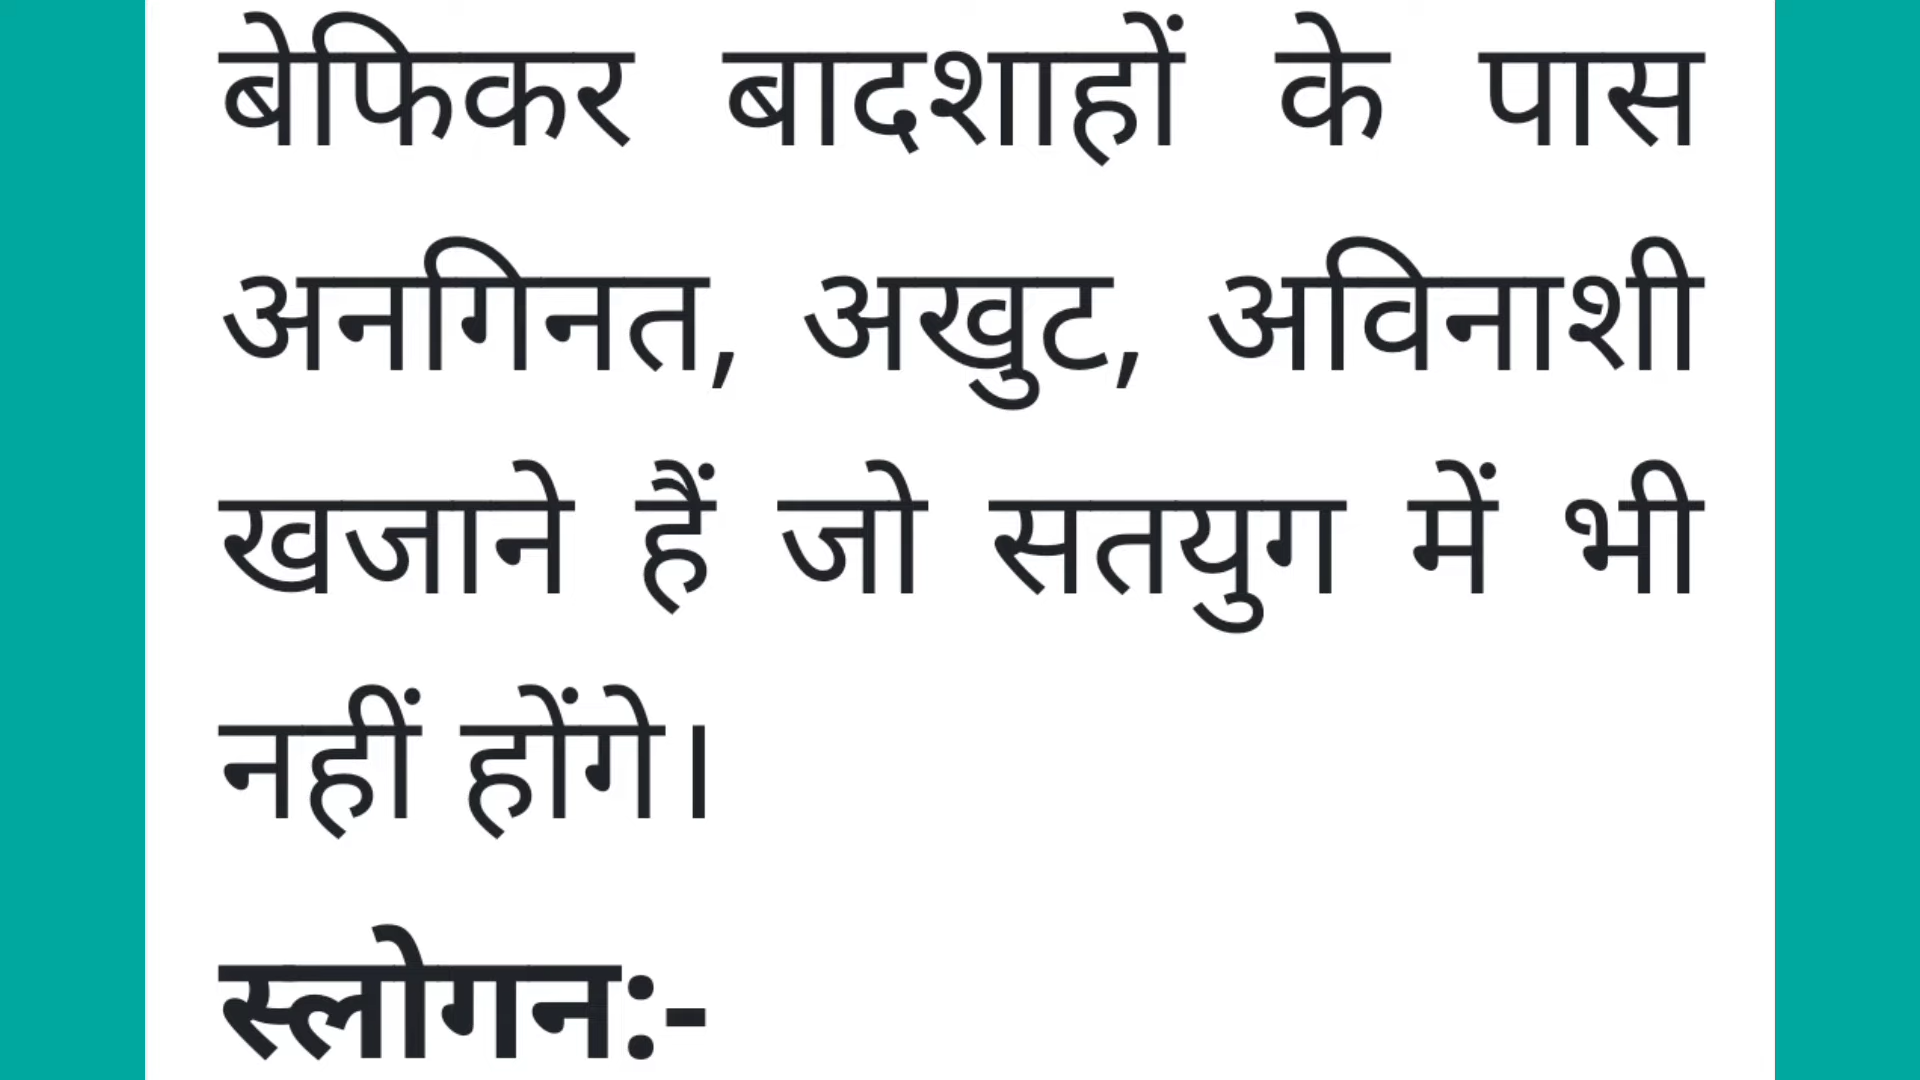 बेफिकर बादशाहों के पास
अनगिनत, अखुट, अविनाशी
खजाने हैं जो सतयुग में भी
नहीं होंगे।
स्लोगन:-